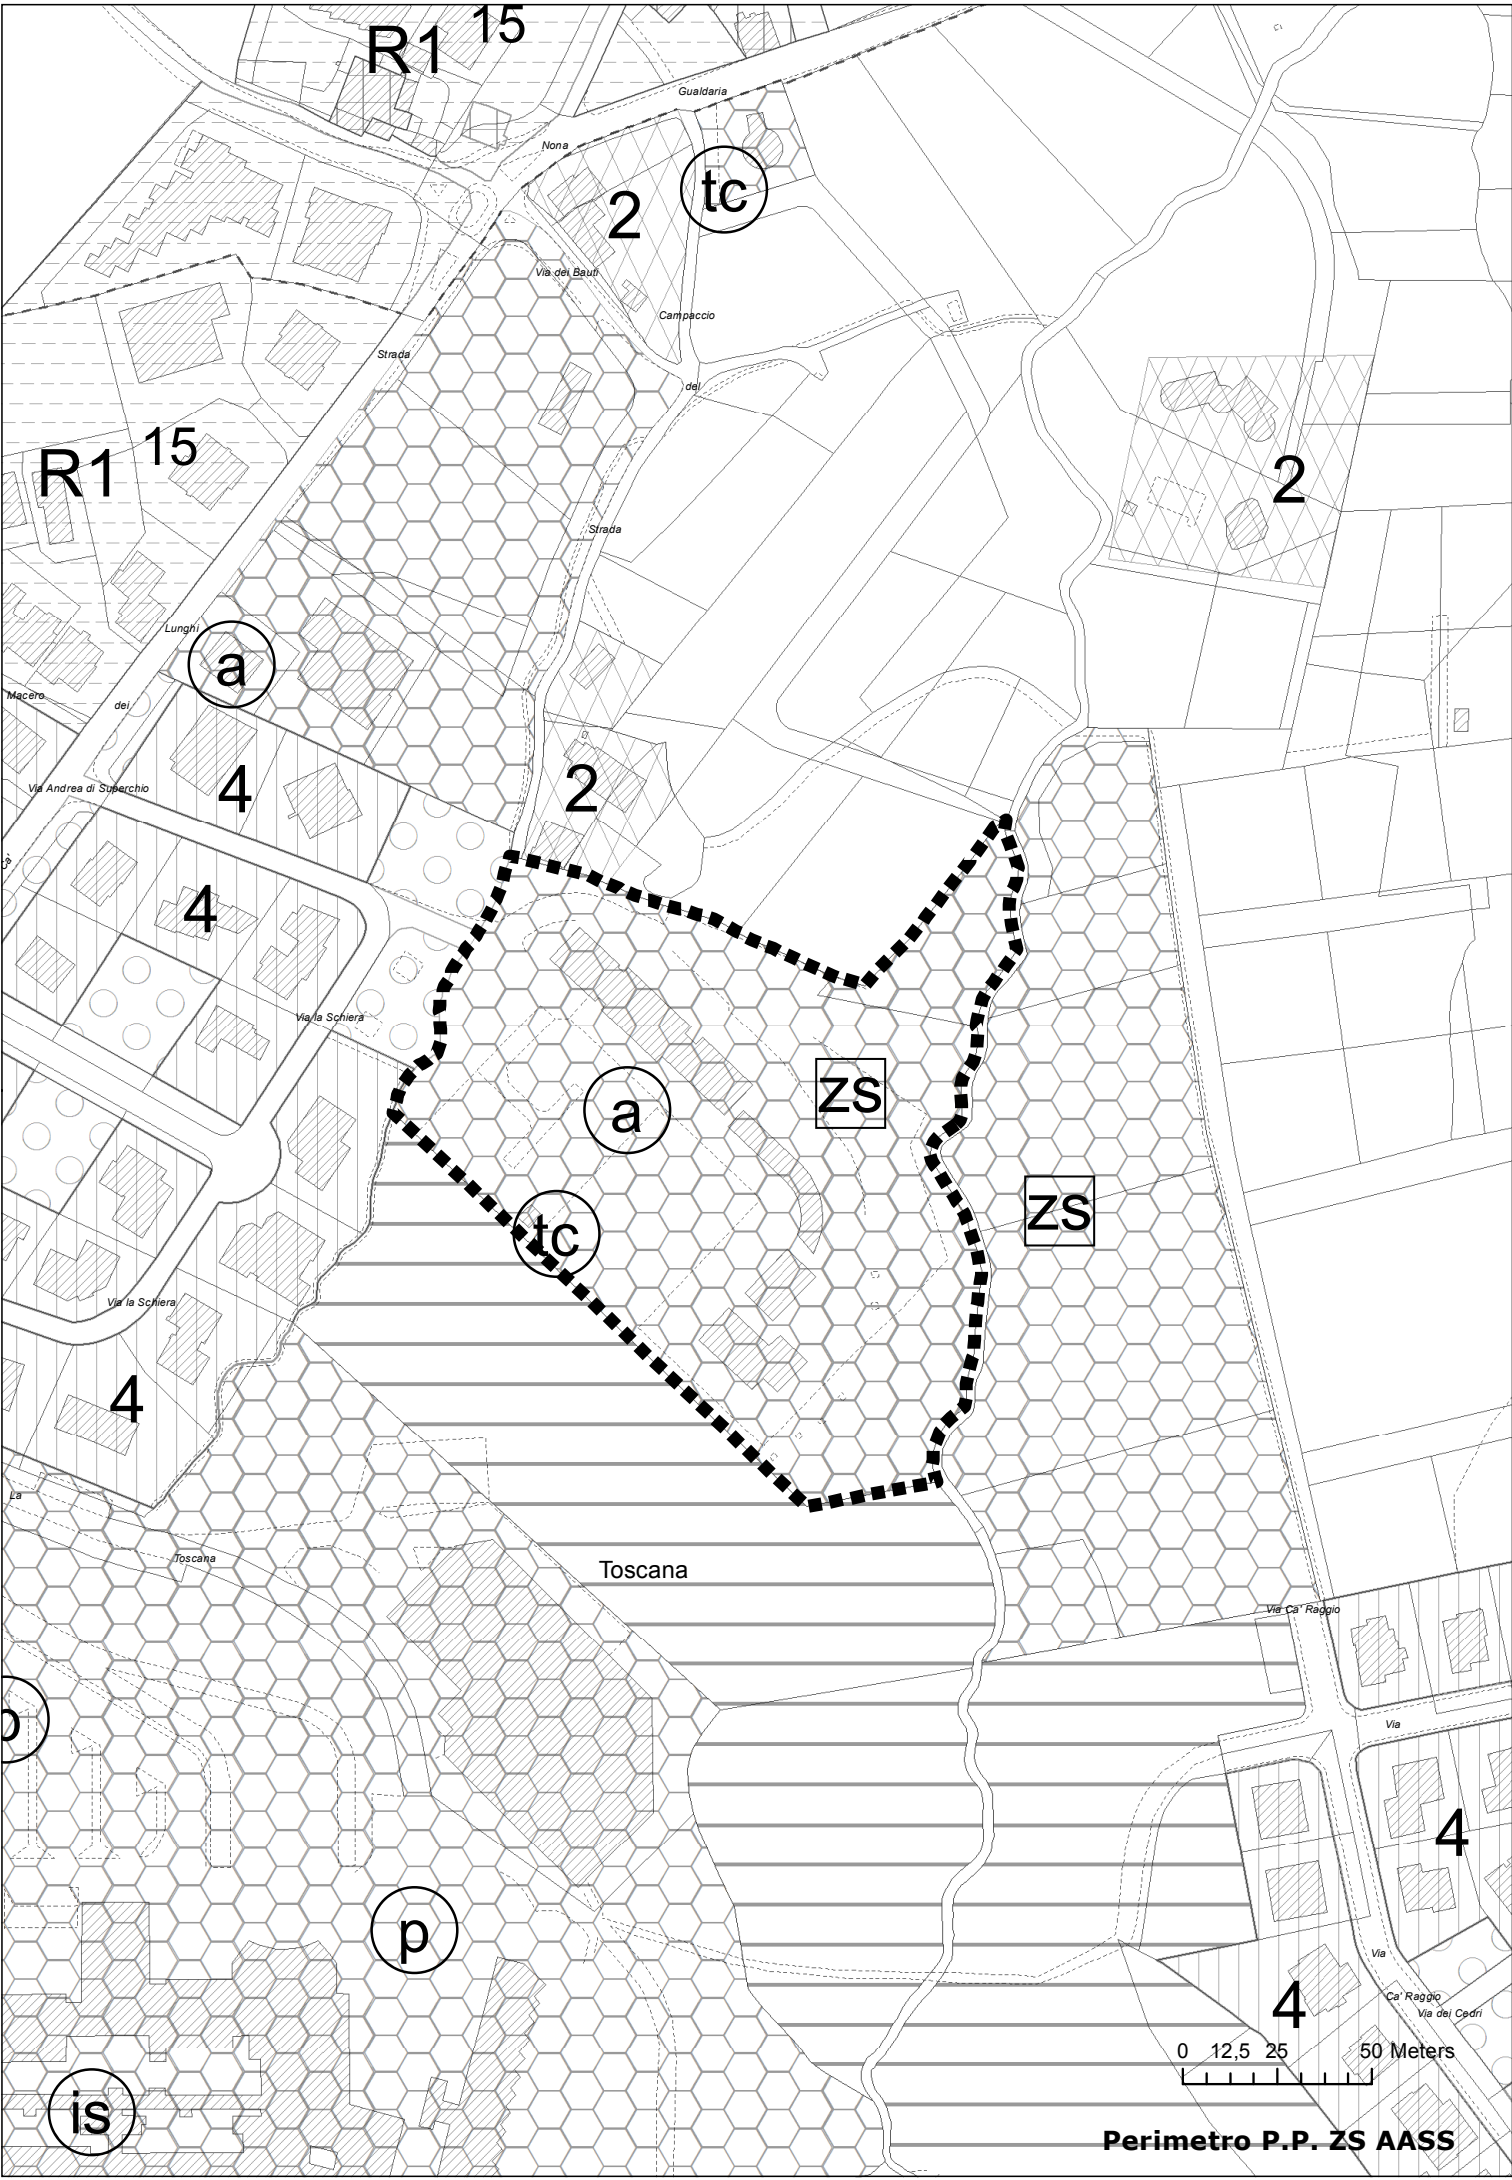 R1 15
Gualdaria
Nona
2
tc
Via dei Bauti
Campaccio
Strada
del
15
R1
2
Strada
Lunghi
a
Macero
dei
4
Via Andrea di Superchio
2
Ca'
4
Via la Schiera
a
zs
tc
zs
Via la Schiera
4
La
Toscana
Toscana
Via Ca' Raggio
Via
4
p
Via
4
Ca' Raggio
Via dei Cedri
0 12,5 25 50 Meters
is
Perimetro P.P. ZS AASS